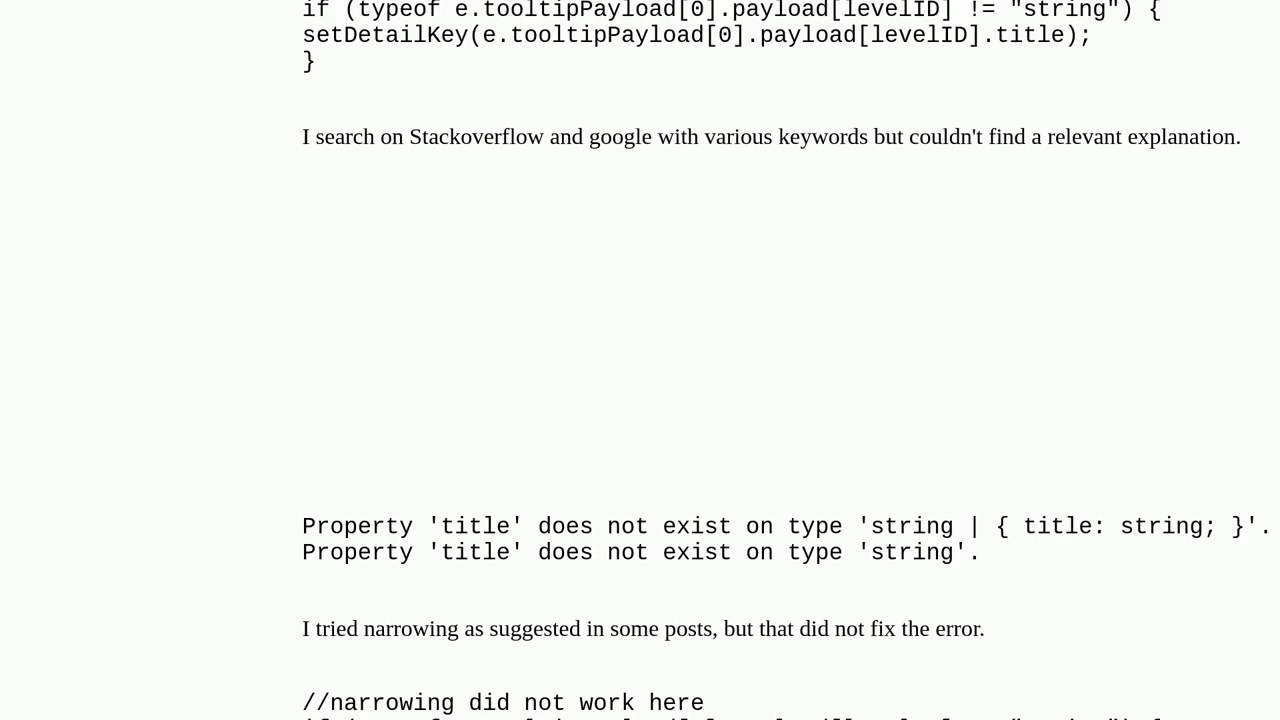 if (typeof e.tooltipPayload[0].payload[levelID] != "string") {
setDetailKey(e.tooltipPayload[0].payload[levelID].title);
}
I search on Stackoverflow and google with various keywords but couldn't find a relevant explanation.
Property 'title' does not exist on type 'string | { title: string; }'.
Property 'title' does not exist on type 'string'.
I tried narrowing as suggested in some posts, but that did not fix the error.
//narrowing did not work here